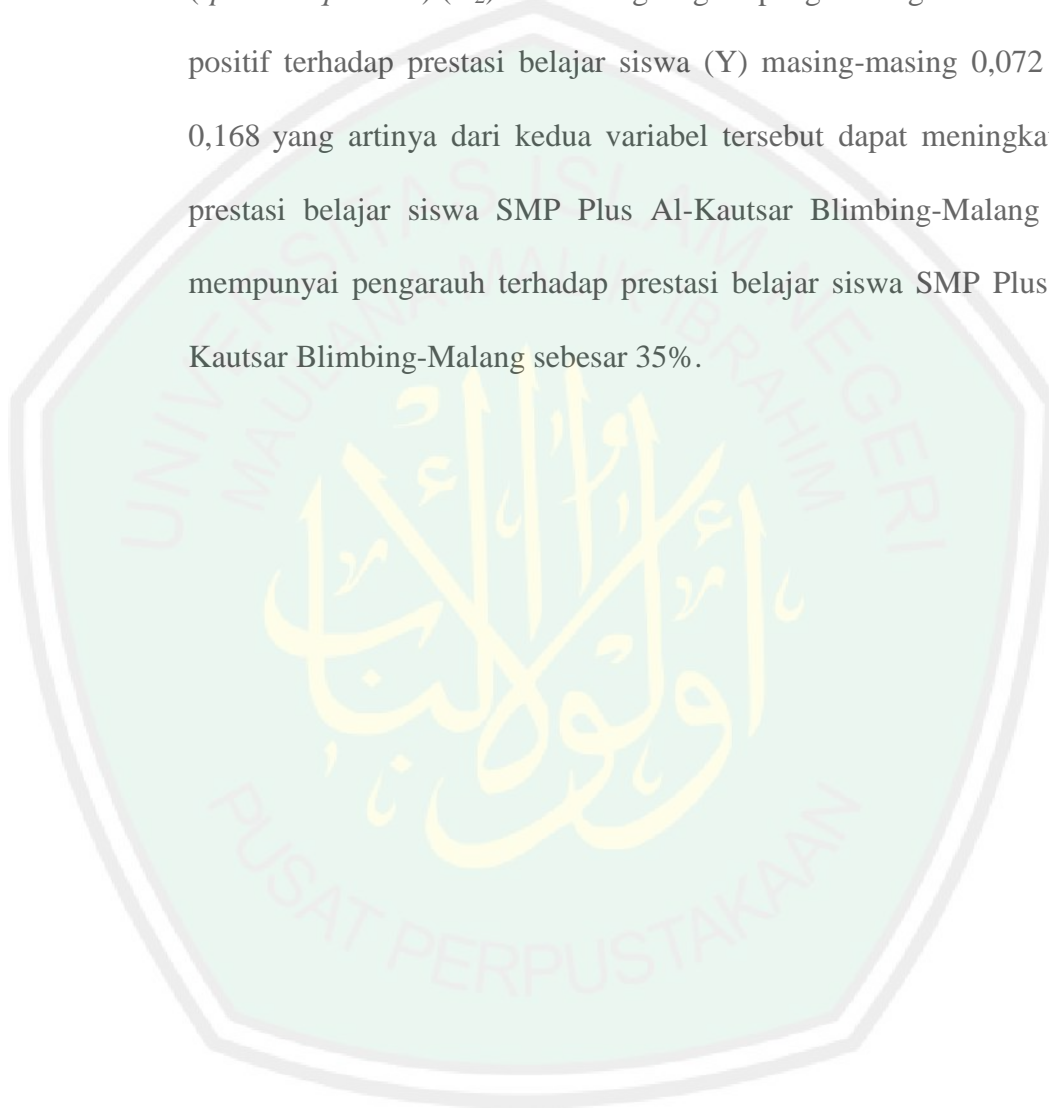 positif terhadap prestasi belajar siswa (Y) masing-masing 0,072
0,168 yang artinya dari kedua variabel tersebut dapat meningka
prestasi belajar siswa SMP Plus Al-Kautsar Blimbing-Malang
mempunyai pengarauh terhadap prestasi belajar siswa SMP Plus
Kautsar Blimbing-Malang sebesar 35%.
UNIVERSITAS ISLAM NEGERI
MAULANA MALIK IBRAHIM
أولوا الألباب
PUSAT PERPUSTAKAAN